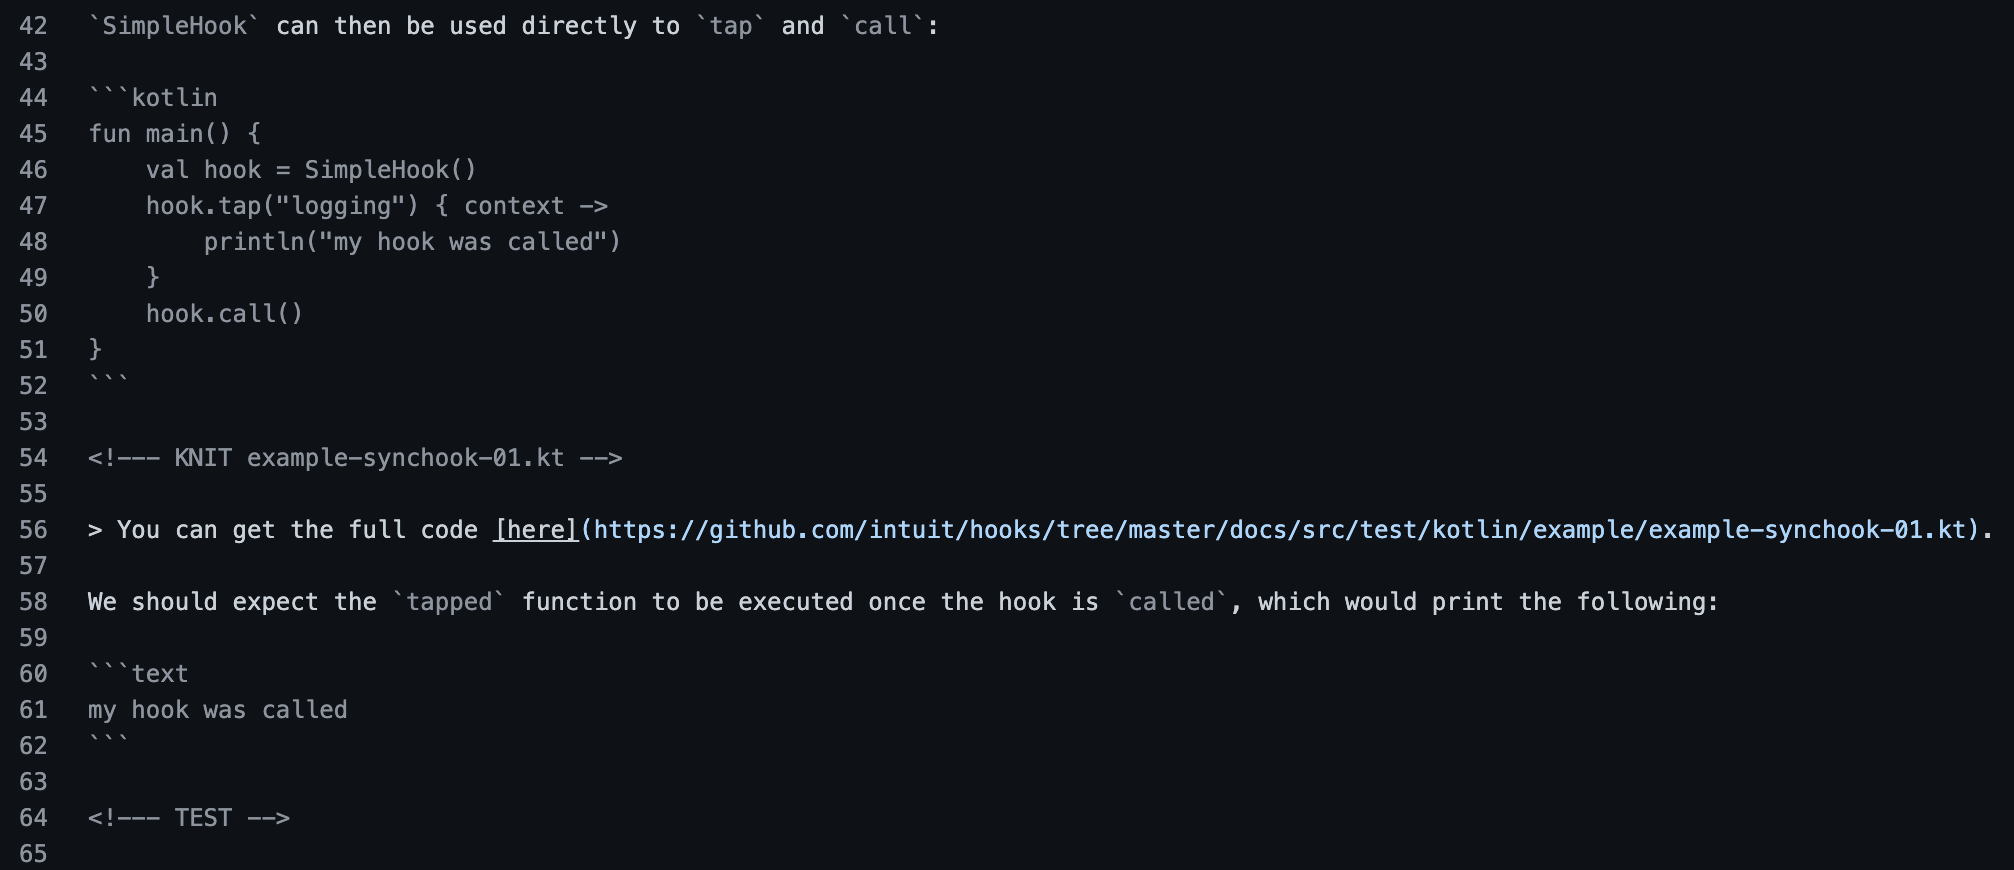 42 `SimpleHook` can then be used directly to `tap` and `call`:
43
44 ```kotlin
45 fun main() {
46     val hook = SimpleHook()
47     hook.tap("logging") { context ->
48         println("my hook was called")
49     }
50     hook.call()
51 }
52 ```
53
54 <!--- KNIT example-synchook-01.kt -->
55
56 > You can get the full code [here](https://github.com/intuit/hooks/tree/master/docs/src/test/kotlin/example/example-synchook-01.kt).
57
58 We should expect the `tapped` function to be executed once the hook is `called`, which would print the following:
59
60 ```text
61 my hook was called
62 ```
63
64 <!--- TEST -->
65